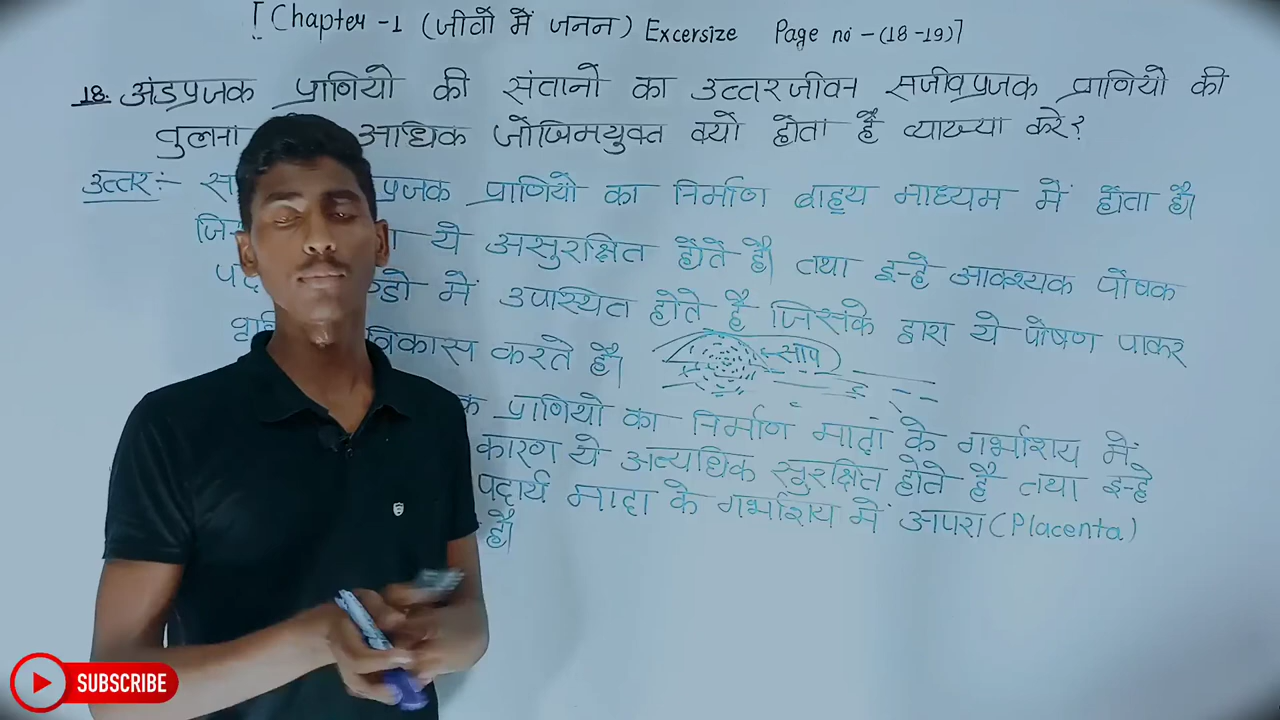 [Chapter -1 (जीवों में जनन) Excersize Page no - (18-19)]
18. अंडप्रजक प्राणियो की संतानो का उत्तरजीवन सजीवप्रजक प्राणियो की
तुलना अधिक जोखिमयुक्त क्यो होता है व्याख्या करे?
उत्तर:- प्रजक प्राणियो का निर्माण बाह्य माध्यम में होता है।
ये असुरक्षित होते है। तथा इन्हे आवश्यक पोषक
में उपस्थित होते है जिसके द्वारा ये पोषण पाकर
विकास करते है।
साँप
प्राणियो का निर्माण मादा के गर्भाशय में
कारण ये अत्यधिक सुरक्षित होते है तथा इन्हे
पदार्थ मादा के गर्भाशय में अपरा (Placenta)
है।
SUBSCRIBE